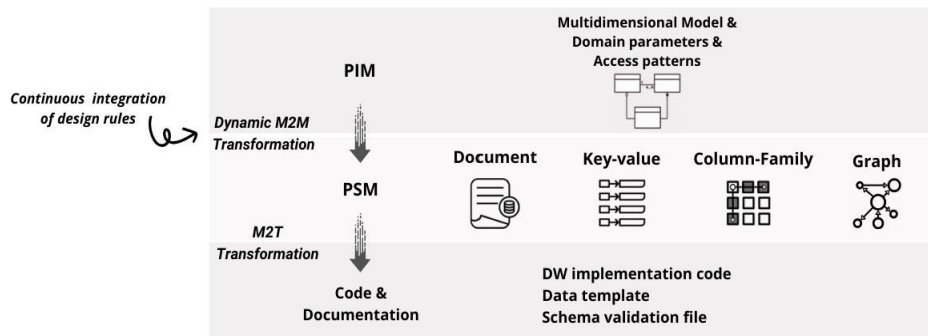 Multidimensional Model &
Domain parameters &
Access patterns
PIM
Continuous integration
of design rules
Dynamic M2M
Transformation
Document
Key-value
Column-Family
Graph
PSM
M2T
Transformation
Code &
Documentation
DW implementation code
Data template
Schema validation file